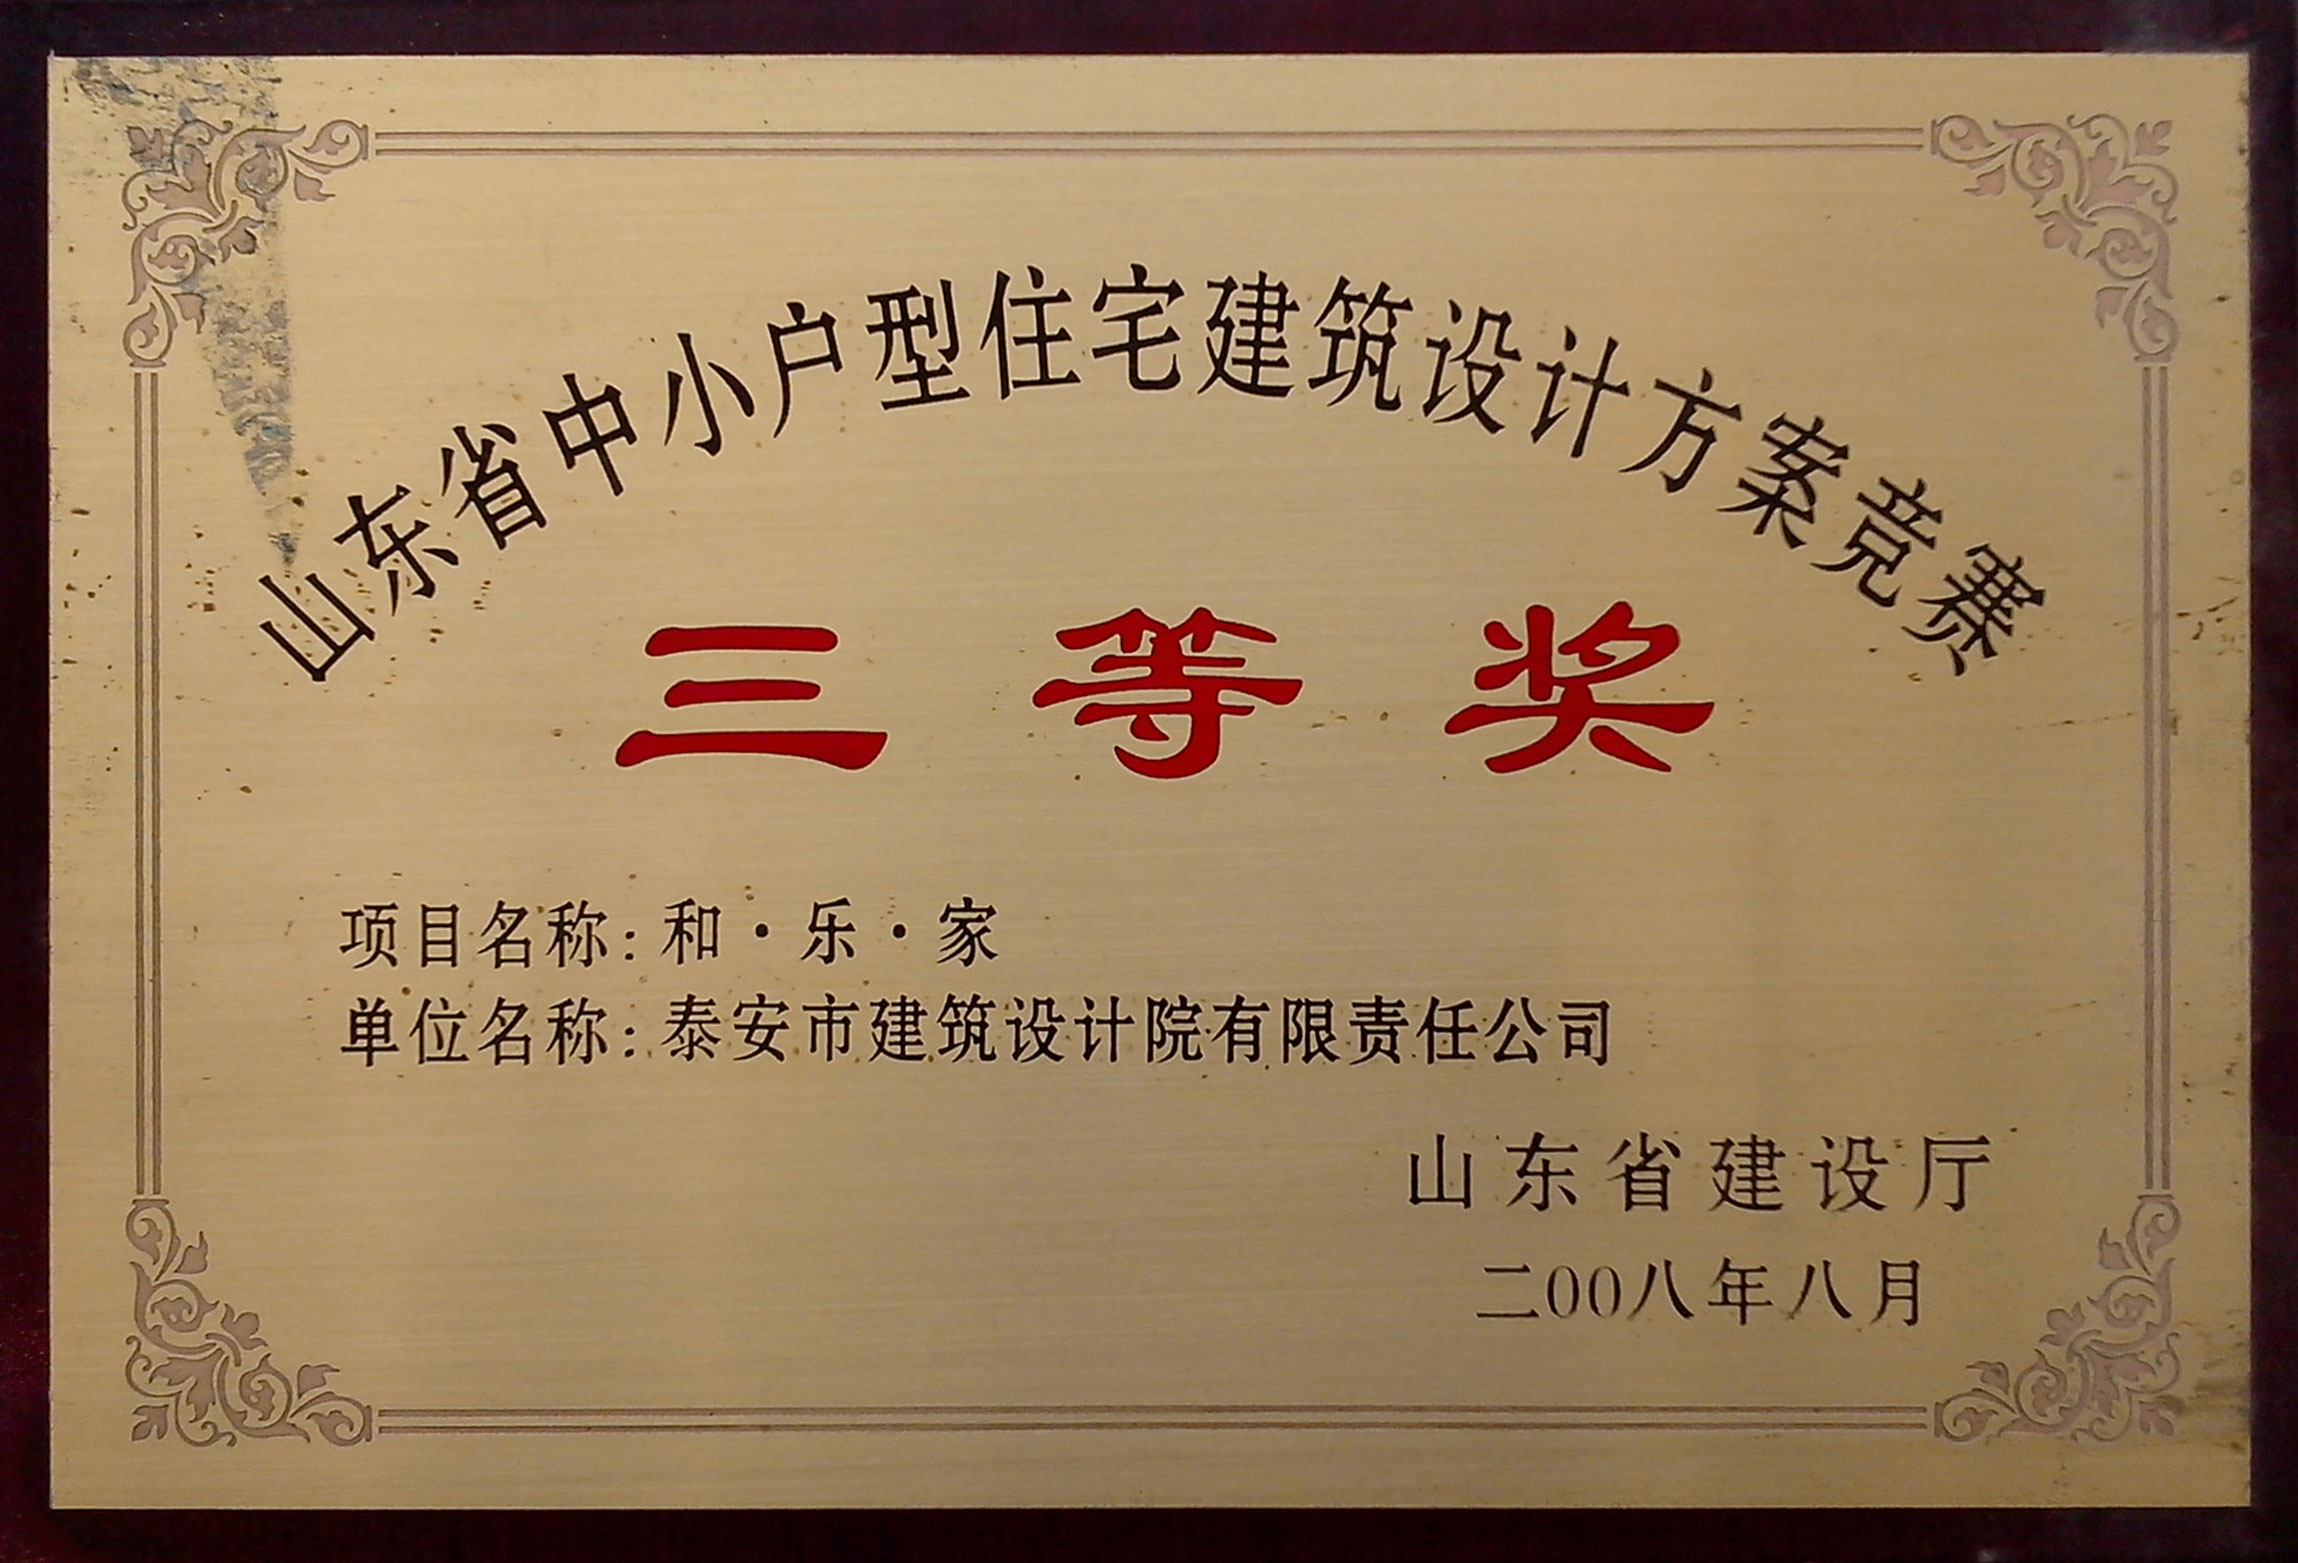 山东省中小户型住宅建筑设计方案竞赛
三等奖
项目名称:和·乐·家
单位名称:泰安市建筑设计院有限责任公司
山东省建设厅
二00八年八月